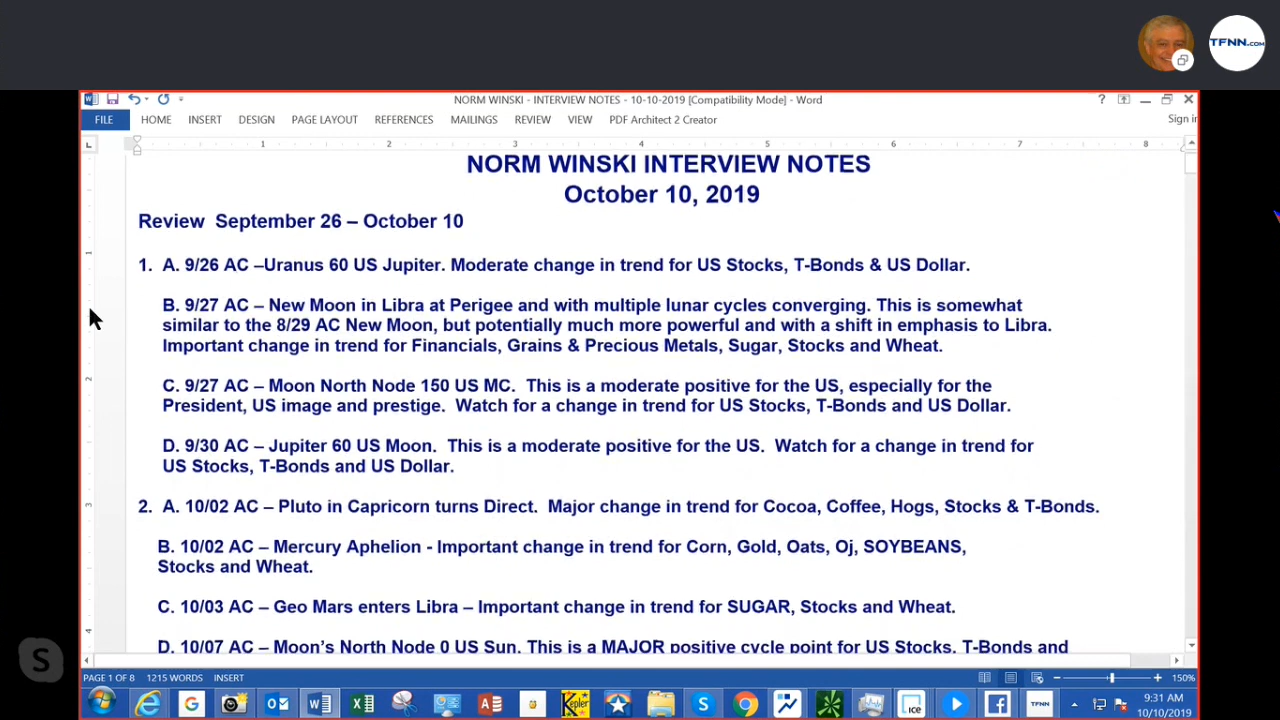 TFNN.COM
NORM WINSKI - INTERVIEW NOTES - 10-10-2019 [Compatibility Mode] - Word
?
FILE HOME INSERT DESIGN PAGE LAYOUT REFERENCES MAILINGS REVIEW VIEW PDF Architect 2 Creator Sign in
1 2 3 4 5 6 7 8
NORM WINSKI INTERVIEW NOTES
October 10, 2019
Review September 26 – October 10
1. A. 9/26 AC –Uranus 60 US Jupiter. Moderate change in trend for US Stocks, T-Bonds & US Dollar.
B. 9/27 AC – New Moon in Libra at Perigee and with multiple lunar cycles converging. This is somewhat
similar to the 8/29 AC New Moon, but potentially much more powerful and with a shift in emphasis to Libra.
Important change in trend for Financials, Grains & Precious Metals, Sugar, Stocks and Wheat.
C. 9/27 AC – Moon North Node 150 US MC. This is a moderate positive for the US, especially for the
President, US image and prestige. Watch for a change in trend for US Stocks, T-Bonds and US Dollar.
D. 9/30 AC – Jupiter 60 US Moon. This is a moderate positive for the US. Watch for a change in trend for
US Stocks, T-Bonds and US Dollar.
2. A. 10/02 AC – Pluto in Capricorn turns Direct. Major change in trend for Cocoa, Coffee, Hogs, Stocks & T-Bonds.
B. 10/02 AC – Mercury Aphelion - Important change in trend for Corn, Gold, Oats, Oj, SOYBEANS,
Stocks and Wheat.
C. 10/03 AC – Geo Mars enters Libra – Important change in trend for SUGAR, Stocks and Wheat.
D. 10/07 AC – Moon's North Node 0 US Sun. This is a MAJOR positive cycle point for US Stocks, T-Bonds and
PAGE 1 OF 8 1215 WORDS INSERT 150%
Kepler ICE TFNN 9:31 AM
10/10/2019